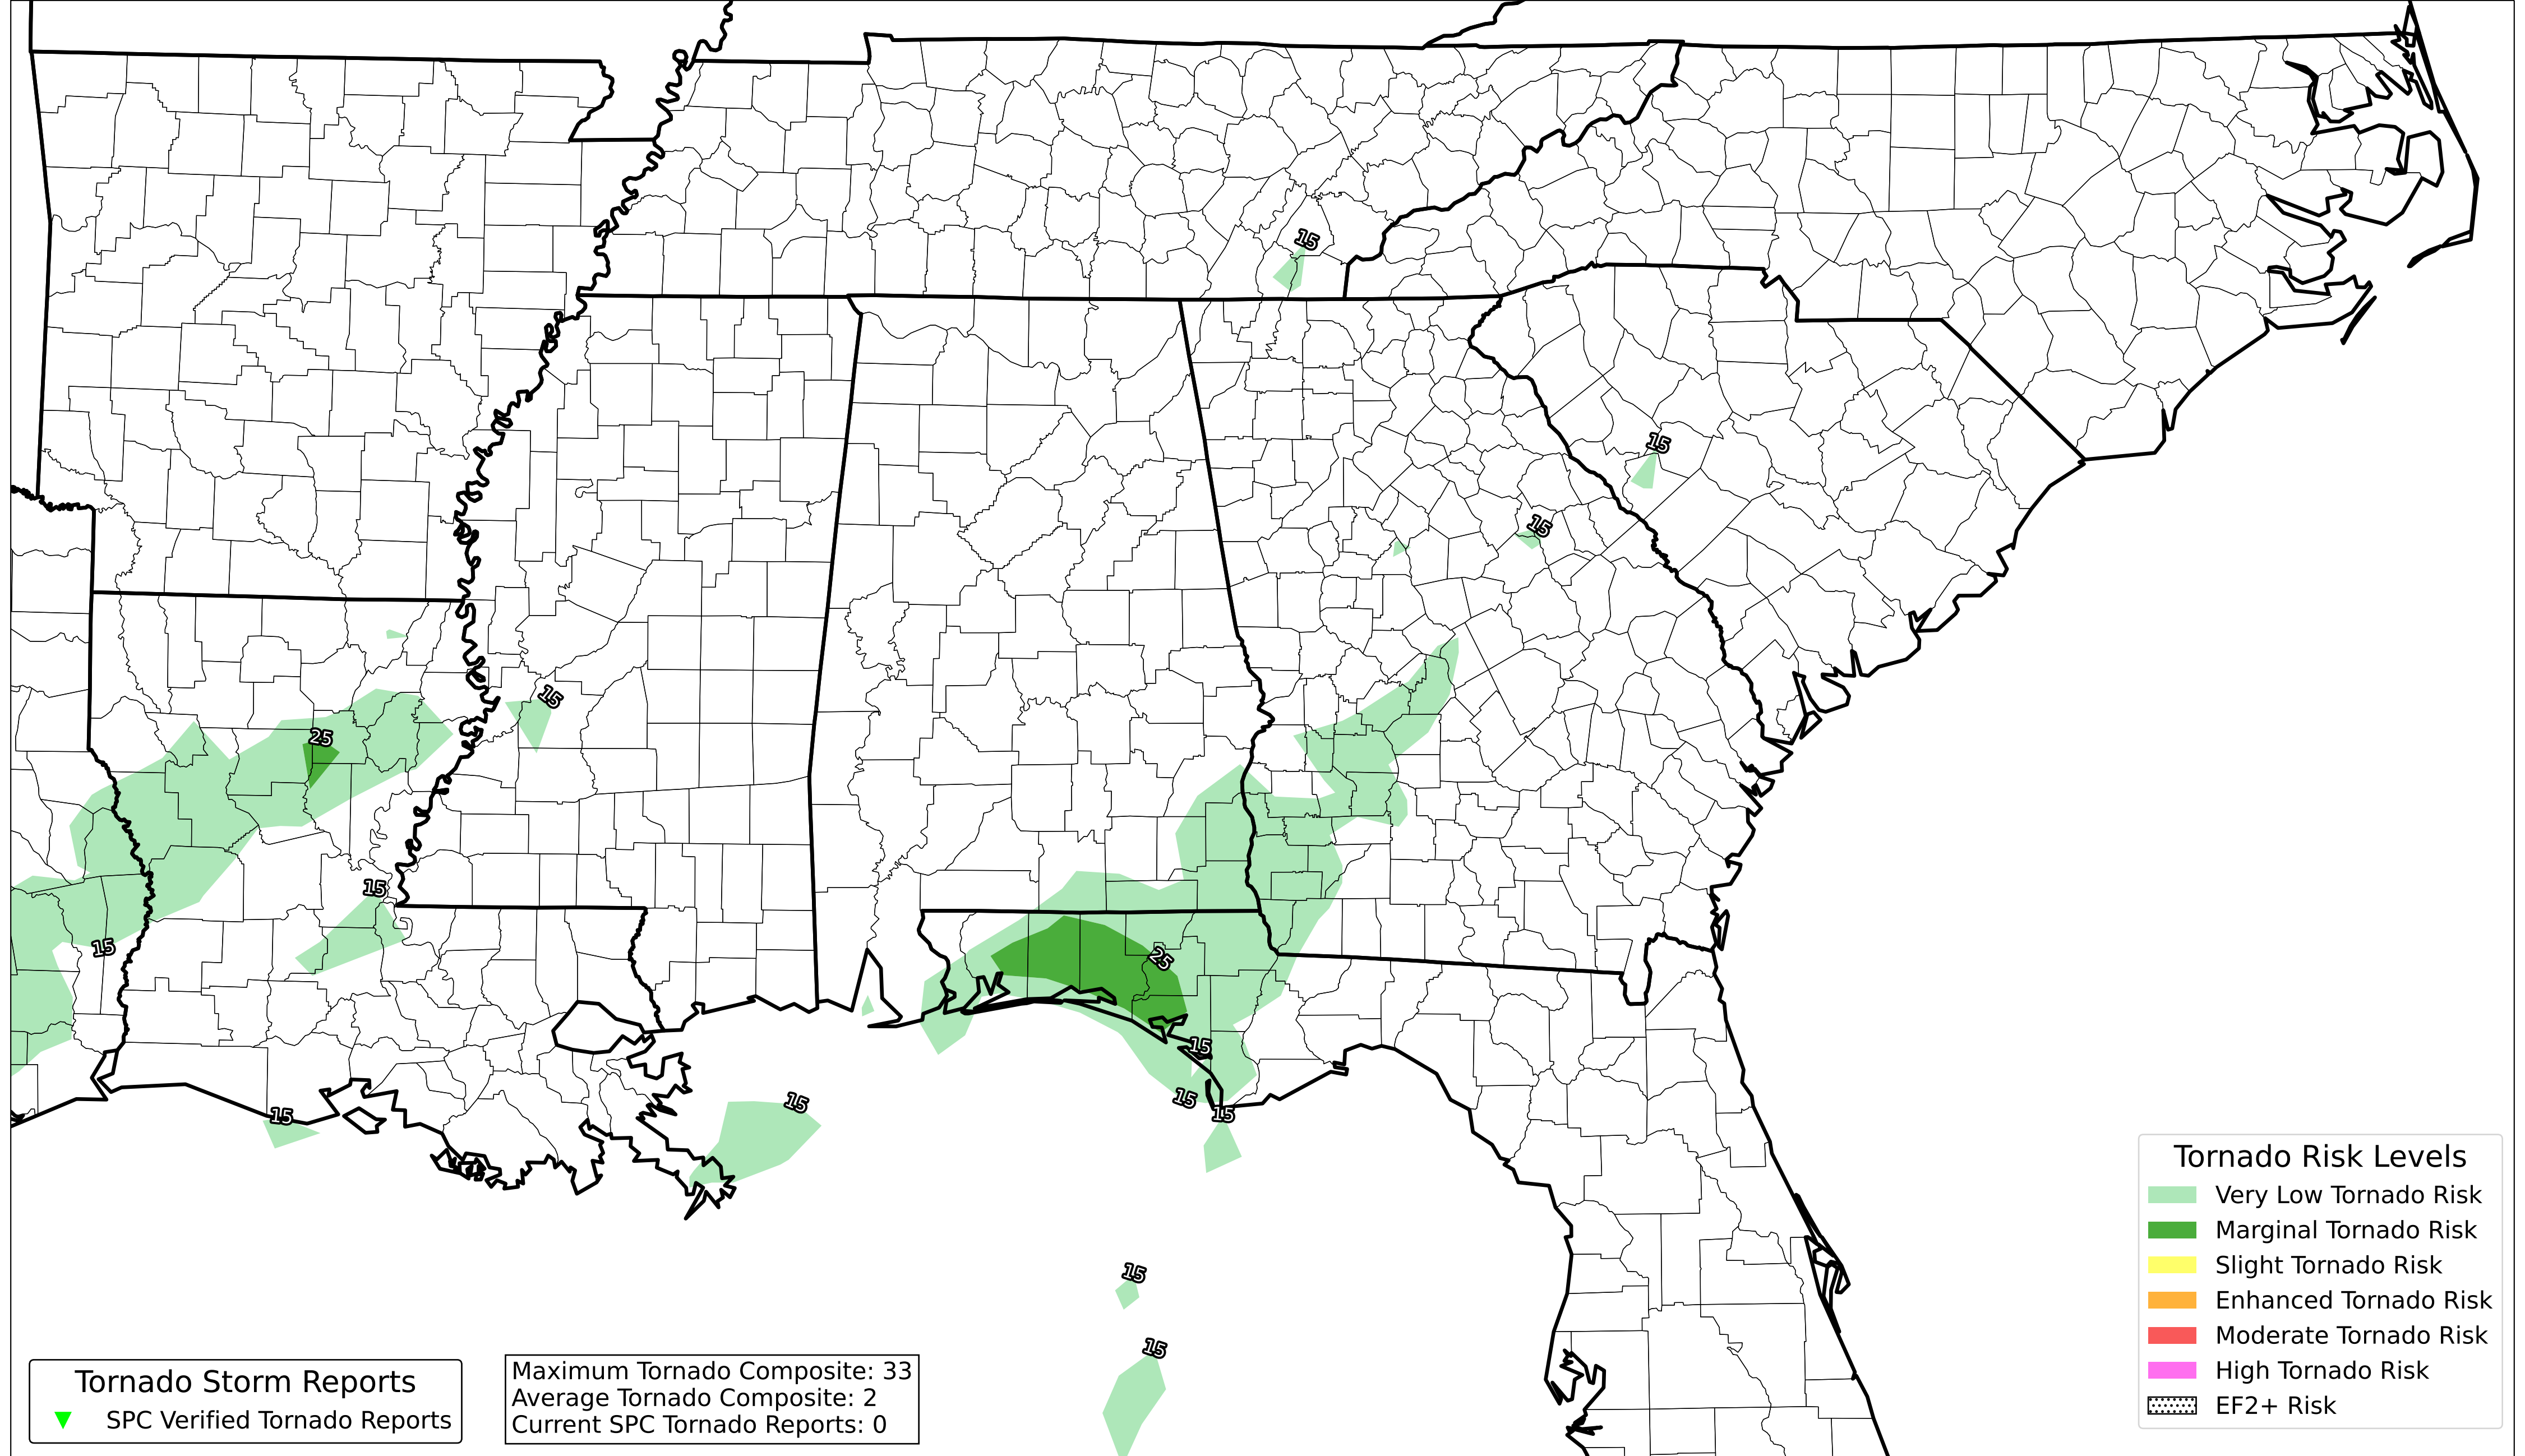 15
15
15
25
15
15
25
15
15
15
15
15
15
15
15
Tornado Risk Levels
Very Low Tornado Risk
Marginal Tornado Risk
Slight Tornado Risk
Enhanced Tornado Risk
Moderate Tornado Risk
High Tornado Risk
EF2+ Risk
Tornado Storm Reports
SPC Verified Tornado Reports
Maximum Tornado Composite: 33
Average Tornado Composite: 2
Current SPC Tornado Reports: 0